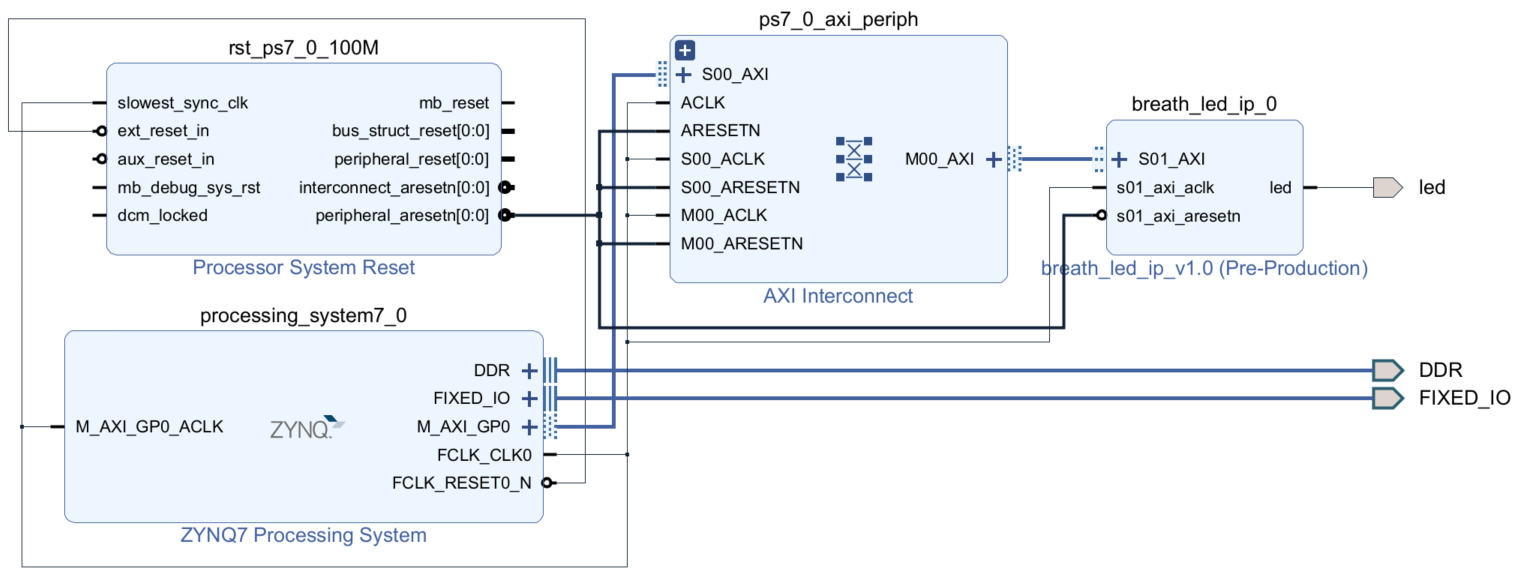 rst_ps7_0_100M
slowest_sync_clk
ext_reset_in
aux_reset_in
mb_debug_sys_rst
dcm_locked
mb_reset
bus_struct_reset[0:0]
peripheral_reset[0:0]
interconnect_aresetn[0:0]
peripheral_aresetn[0:0]
Processor System Reset
ps7_0_axi_periph
S00_AXI
ACLK
ARESETN
S00_ACLK
S00_ARESETN
M00_ACLK
M00_ARESETN
M00_AXI
AXI Interconnect
breath_led_ip_0
S01_AXI
s01_axi_aclk
s01_axi_aresetn
led
breath_led_ip_v1.0 (Pre-Production)
led
processing_system7_0
M_AXI_GP0_ACLK
ZYNQ
DDR
FIXED_IO
M_AXI_GP0
FCLK_CLK0
FCLK_RESET0_N
ZYNQ7 Processing System
DDR
FIXED_IO